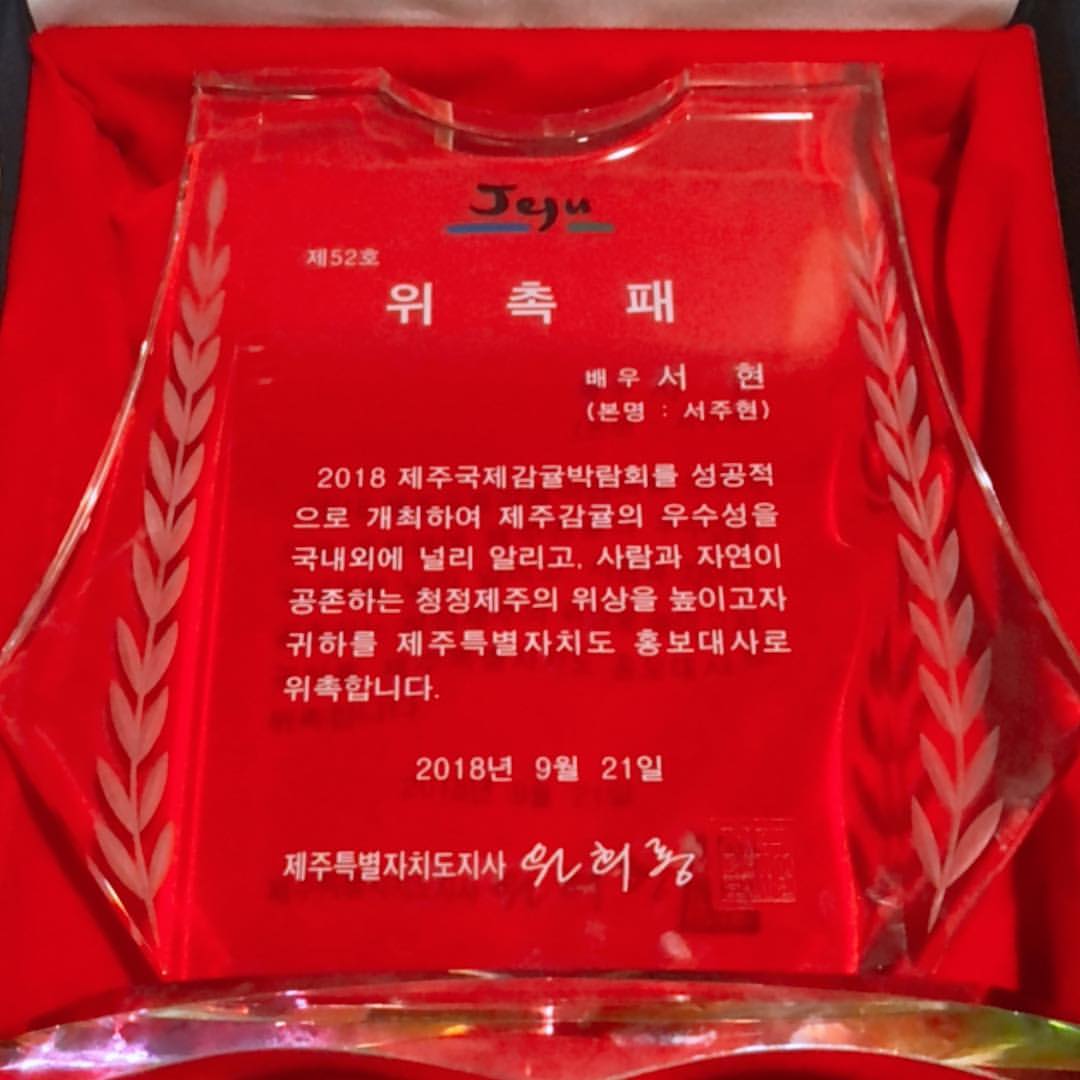 Jeju
제52호
위 촉 패
배우 서 현
(본명 : 서주현)
2018 제주국제감귤박람회를 성공적
으로 개최하여 제주감귤의 우수성을
국내외에 널리 알리고, 사람과 자연이
공존하는 청정제주의 위상을 높이고자
귀하를 제주특별자치도 홍보대사로
위촉합니다.
2018년 9월 21일
제주특별자치도지사 원희룡